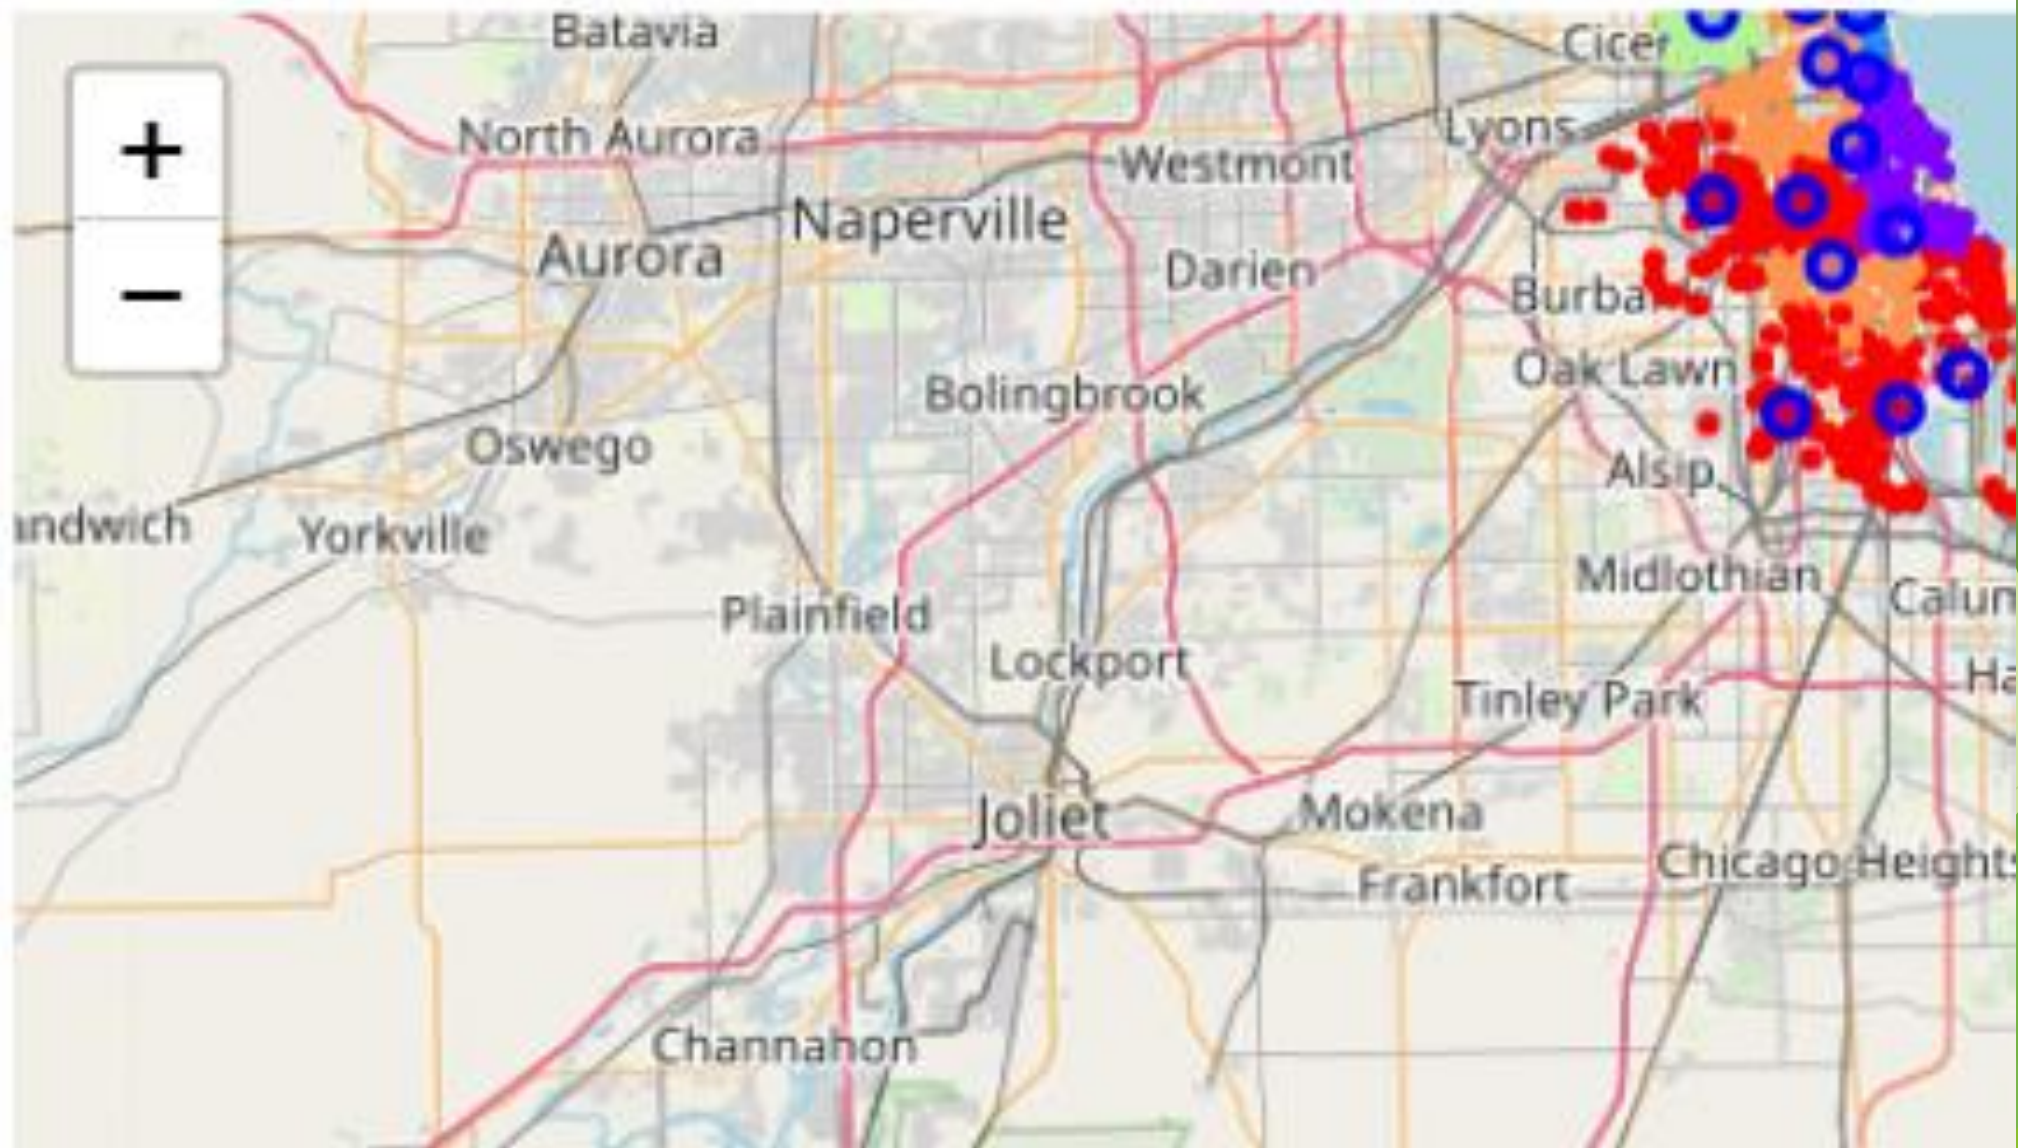 Batavia
Cicer
+
North Aurora
Lyons
Westmont
Naperville
Aurora
Darien
−
Burba
Oak Lawn
Bolingbrook
Oswego
Alsip
andwich
Yorkville
Midlothian
Calun
Plainfield
Lockport
Ha
Tinley Park
Joliet
Mokena
Chicago Heights
Frankfort
Channahon